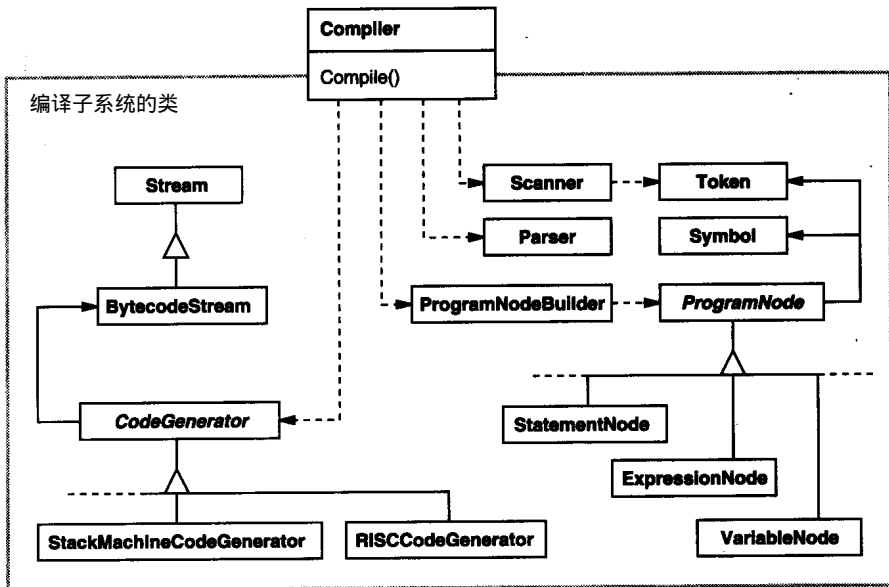 Compiler
Compile()
编译子系统的类
Stream
Scanner
Token
Parser
Symbol
BytecodeStream
ProgramNodeBuilder
ProgramNode
CodeGenerator
StatementNode
ExpressionNode
StackMachineCodeGenerator
RISCCodeGenerator
VariableNode